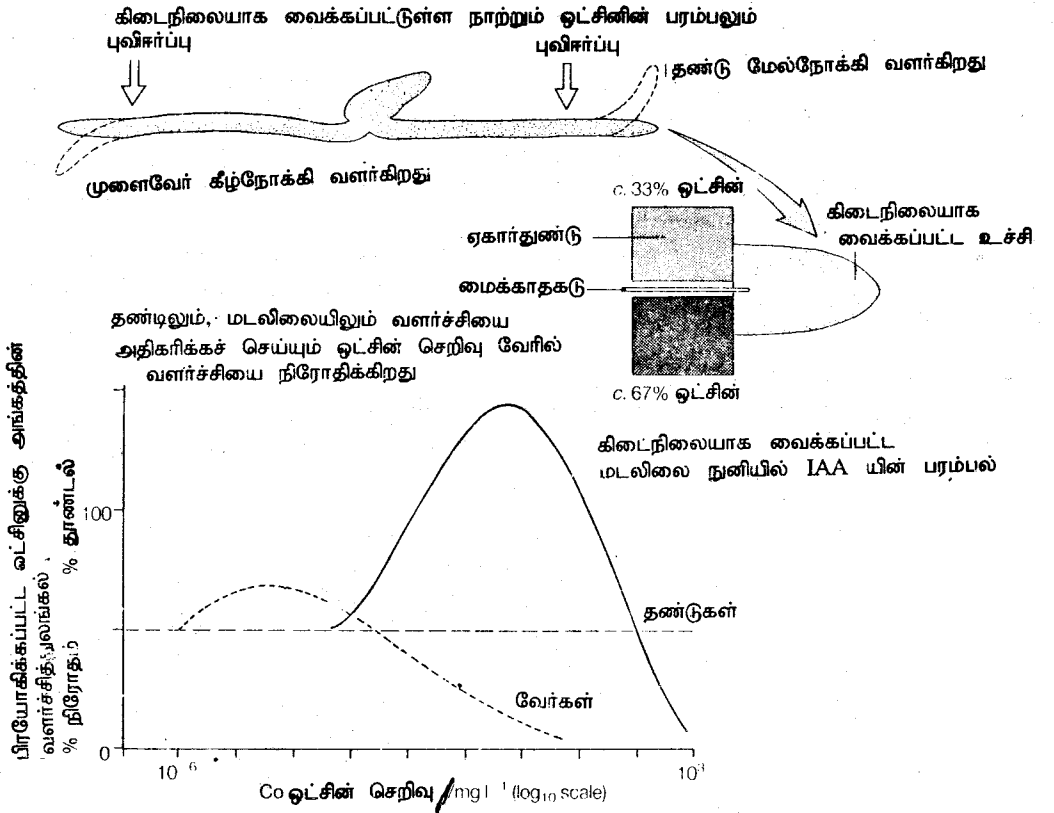 கிடைநிலையாக வைக்கப்பட்டுள்ள நாற்றும் ஒட்சினின் பரம்பலும்
புவிஈர்ப்பு
புவிஈர்ப்பு
தண்டு மேல்நோக்கி வளர்கிறது
முளைவேர் கீழ்நோக்கி வளர்கிறது
c. 33% ஒட்சின்
கிடைநிலையாக
வைக்கப்பட்ட உச்சி
ஏகார்துண்டு
மைக்காதகடு
c. 67% ஒட்சின்
தண்டிலும், மடலிலையிலும் வளர்ச்சியை
அதிகரிக்கச் செய்யும் ஒட்சின் செறிவு வேரில்
வளர்ச்சியை நிரோதிக்கிறது
கிடைநிலையாக வைக்கப்பட்ட
மடலிலை நுனியில் IAA யின் பரம்பல்
பிரயோகிக்கப்பட்ட ஒட்சினுக்கு அங்கத்தின்
வளர்ச்சித்துலங்கல்
% நிரோதம் % தூண்டல்
100
0
தண்டுகள்
வேர்கள்
10⁻⁶
10³
Co ஒட்சின் செறிவு /mg l⁻¹ (log₁₀ scale)